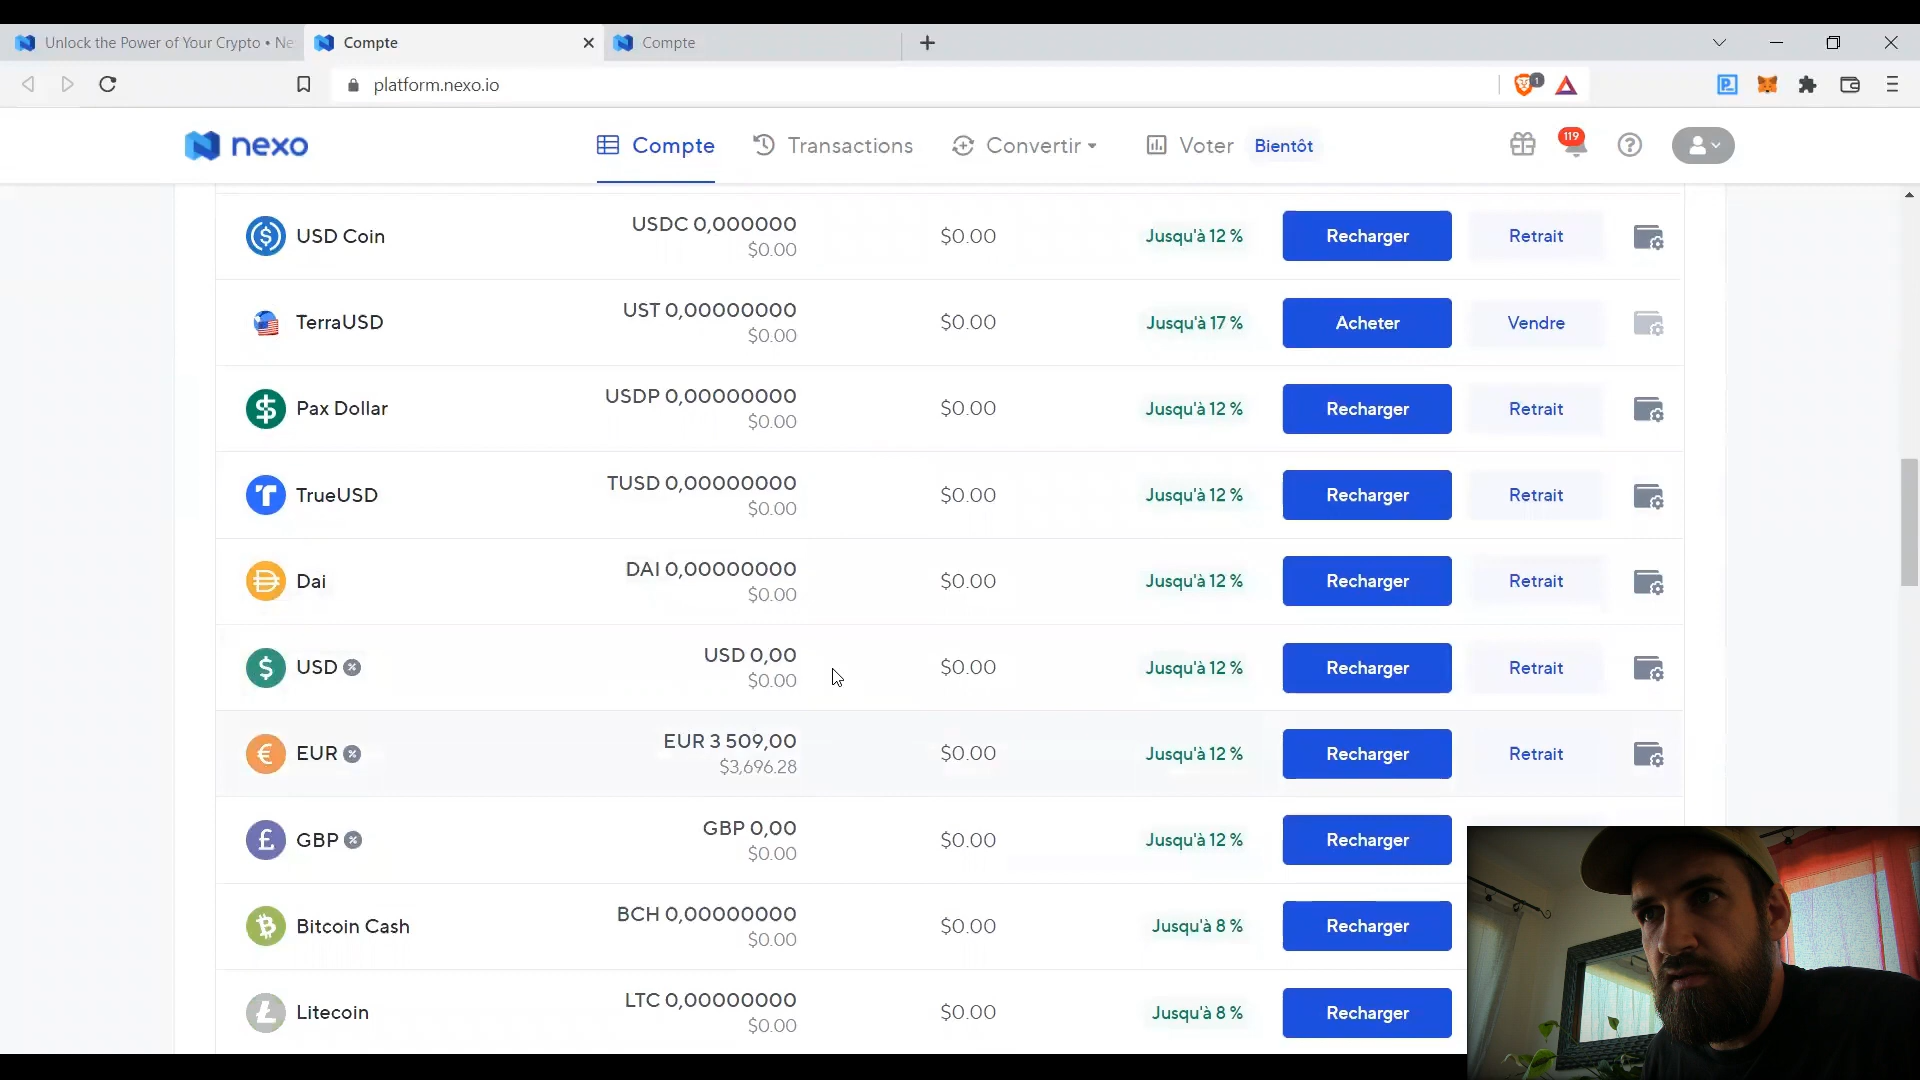 Unlock the Power of Your Crypto • Ne
Compte
Compte
platform.nexo.io
1
nexo
Compte
Transactions
Convertir
Voter
Bientôt
119
USD Coin
USDC 0,000000
$0.00
$0.00
Jusqu'à 12 %
Recharger
Retrait
TerraUSD
UST 0,00000000
$0.00
$0.00
Jusqu'à 17 %
Acheter
Vendre
Pax Dollar
USDP 0,00000000
$0.00
$0.00
Jusqu'à 12 %
Recharger
Retrait
TrueUSD
TUSD 0,00000000
$0.00
$0.00
Jusqu'à 12 %
Recharger
Retrait
Dai
DAI 0,00000000
$0.00
$0.00
Jusqu'à 12 %
Recharger
Retrait
USD
USD 0,00
$0.00
$0.00
Jusqu'à 12 %
Recharger
Retrait
EUR
EUR 3 509,00
$3,696.28
$0.00
Jusqu'à 12 %
Recharger
Retrait
GBP
GBP 0,00
$0.00
$0.00
Jusqu'à 12 %
Recharger
Bitcoin Cash
BCH 0,00000000
$0.00
$0.00
Jusqu'à 8 %
Recharger
Litecoin
LTC 0,00000000
$0.00
$0.00
Jusqu'à 8 %
Recharger